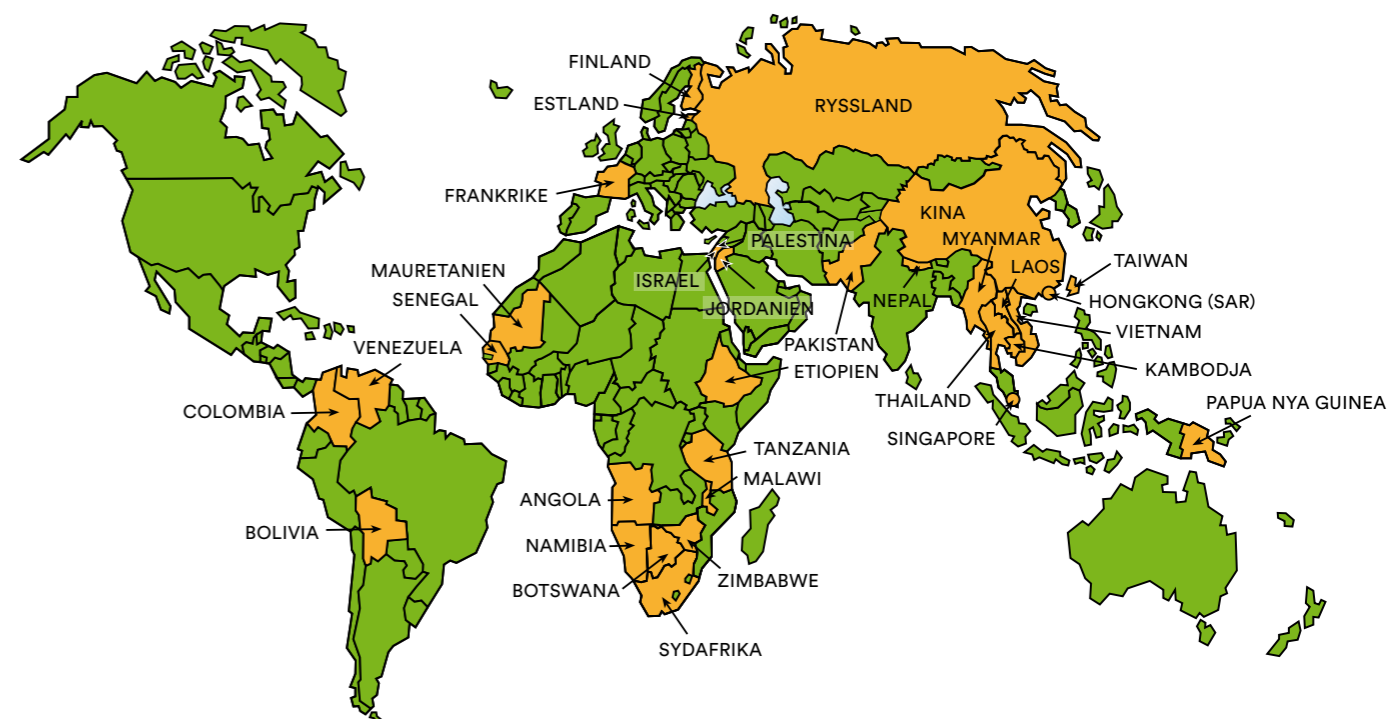 FINLAND
ESTLAND
RYSSLAND
FRANKRIKE
KINA
PALESTINA
MYANMAR
TAIWAN
LAOS
MAURETANIEN
ISRAEL
SENEGAL
JORDANIEN
NEPAL
HONGKONG (SAR)
VIETNAM
PAKISTAN
VENEZUELA
ETIOPIEN
KAMBODJA
THAILAND
PAPUA NYA GUINEA
COLOMBIA
SINGAPORE
TANZANIA
MALAWI
ANGOLA
BOLIVIA
NAMIBIA
ZIMBABWE
BOTSWANA
SYDAFRIKA